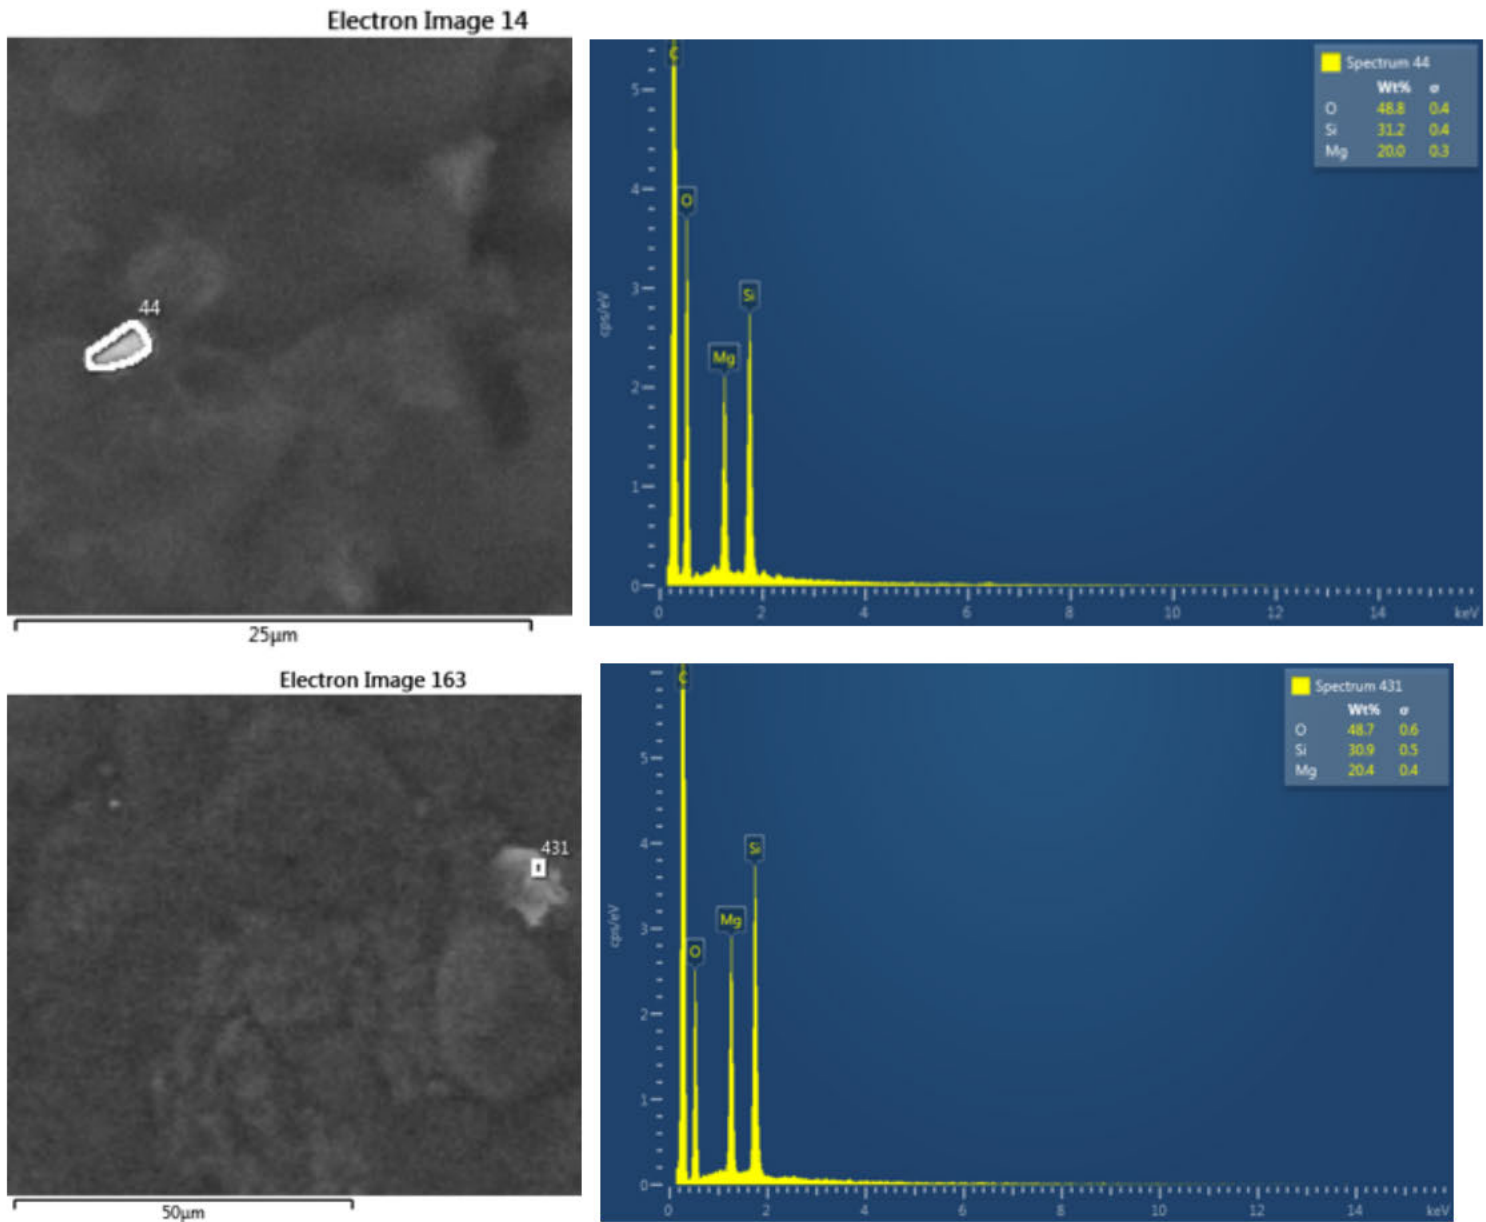 Electron Image 14
44
25µm
C
O
Mg
Si
cps/eV
5
4
3
2
1
0
0 2 4 6 8 10 12 14 keV
Spectrum 44
Wt% σ
O 48.8 0.4
Si 31.2 0.4
Mg 20.0 0.3
Electron Image 163
431
50µm
C
O
Mg
Si
cps/eV
5
4
3
2
1
0
0 2 4 6 8 10 12 14 keV
Spectrum 431
Wt% σ
O 48.7 0.6
Si 30.9 0.5
Mg 20.4 0.4